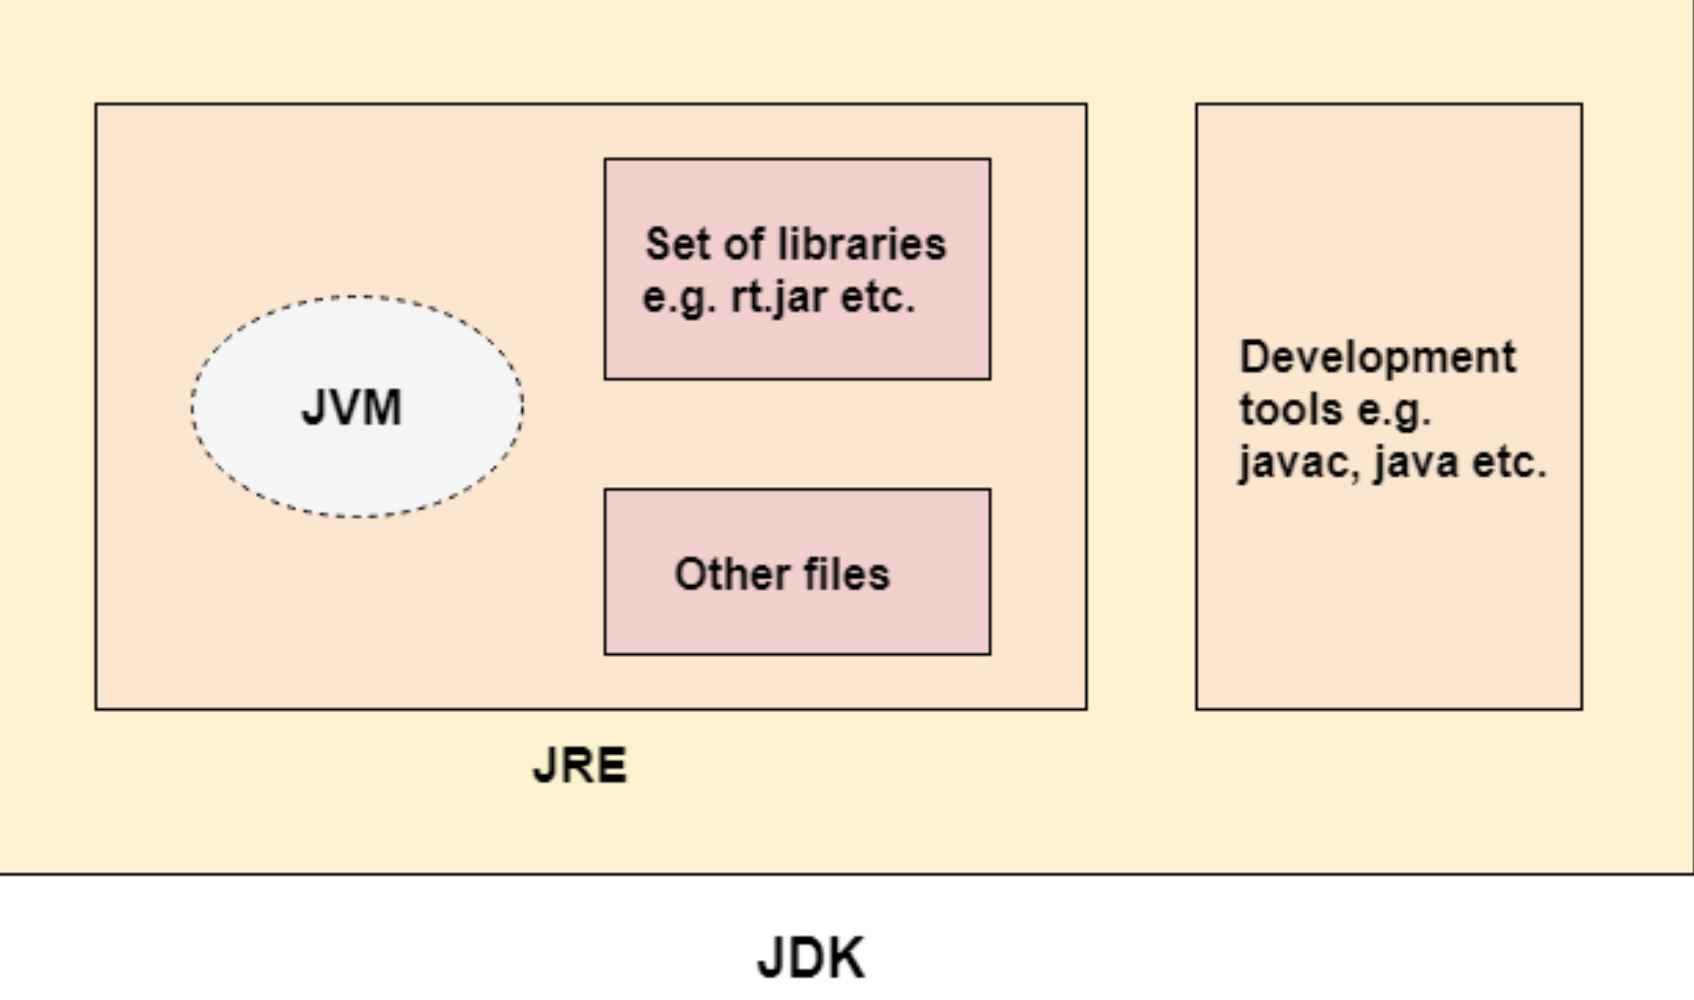 Set of libraries
e.g. rt.jar etc.
JVM
Other files
Development
tools e.g.
javac, java etc.
JRE
JDK